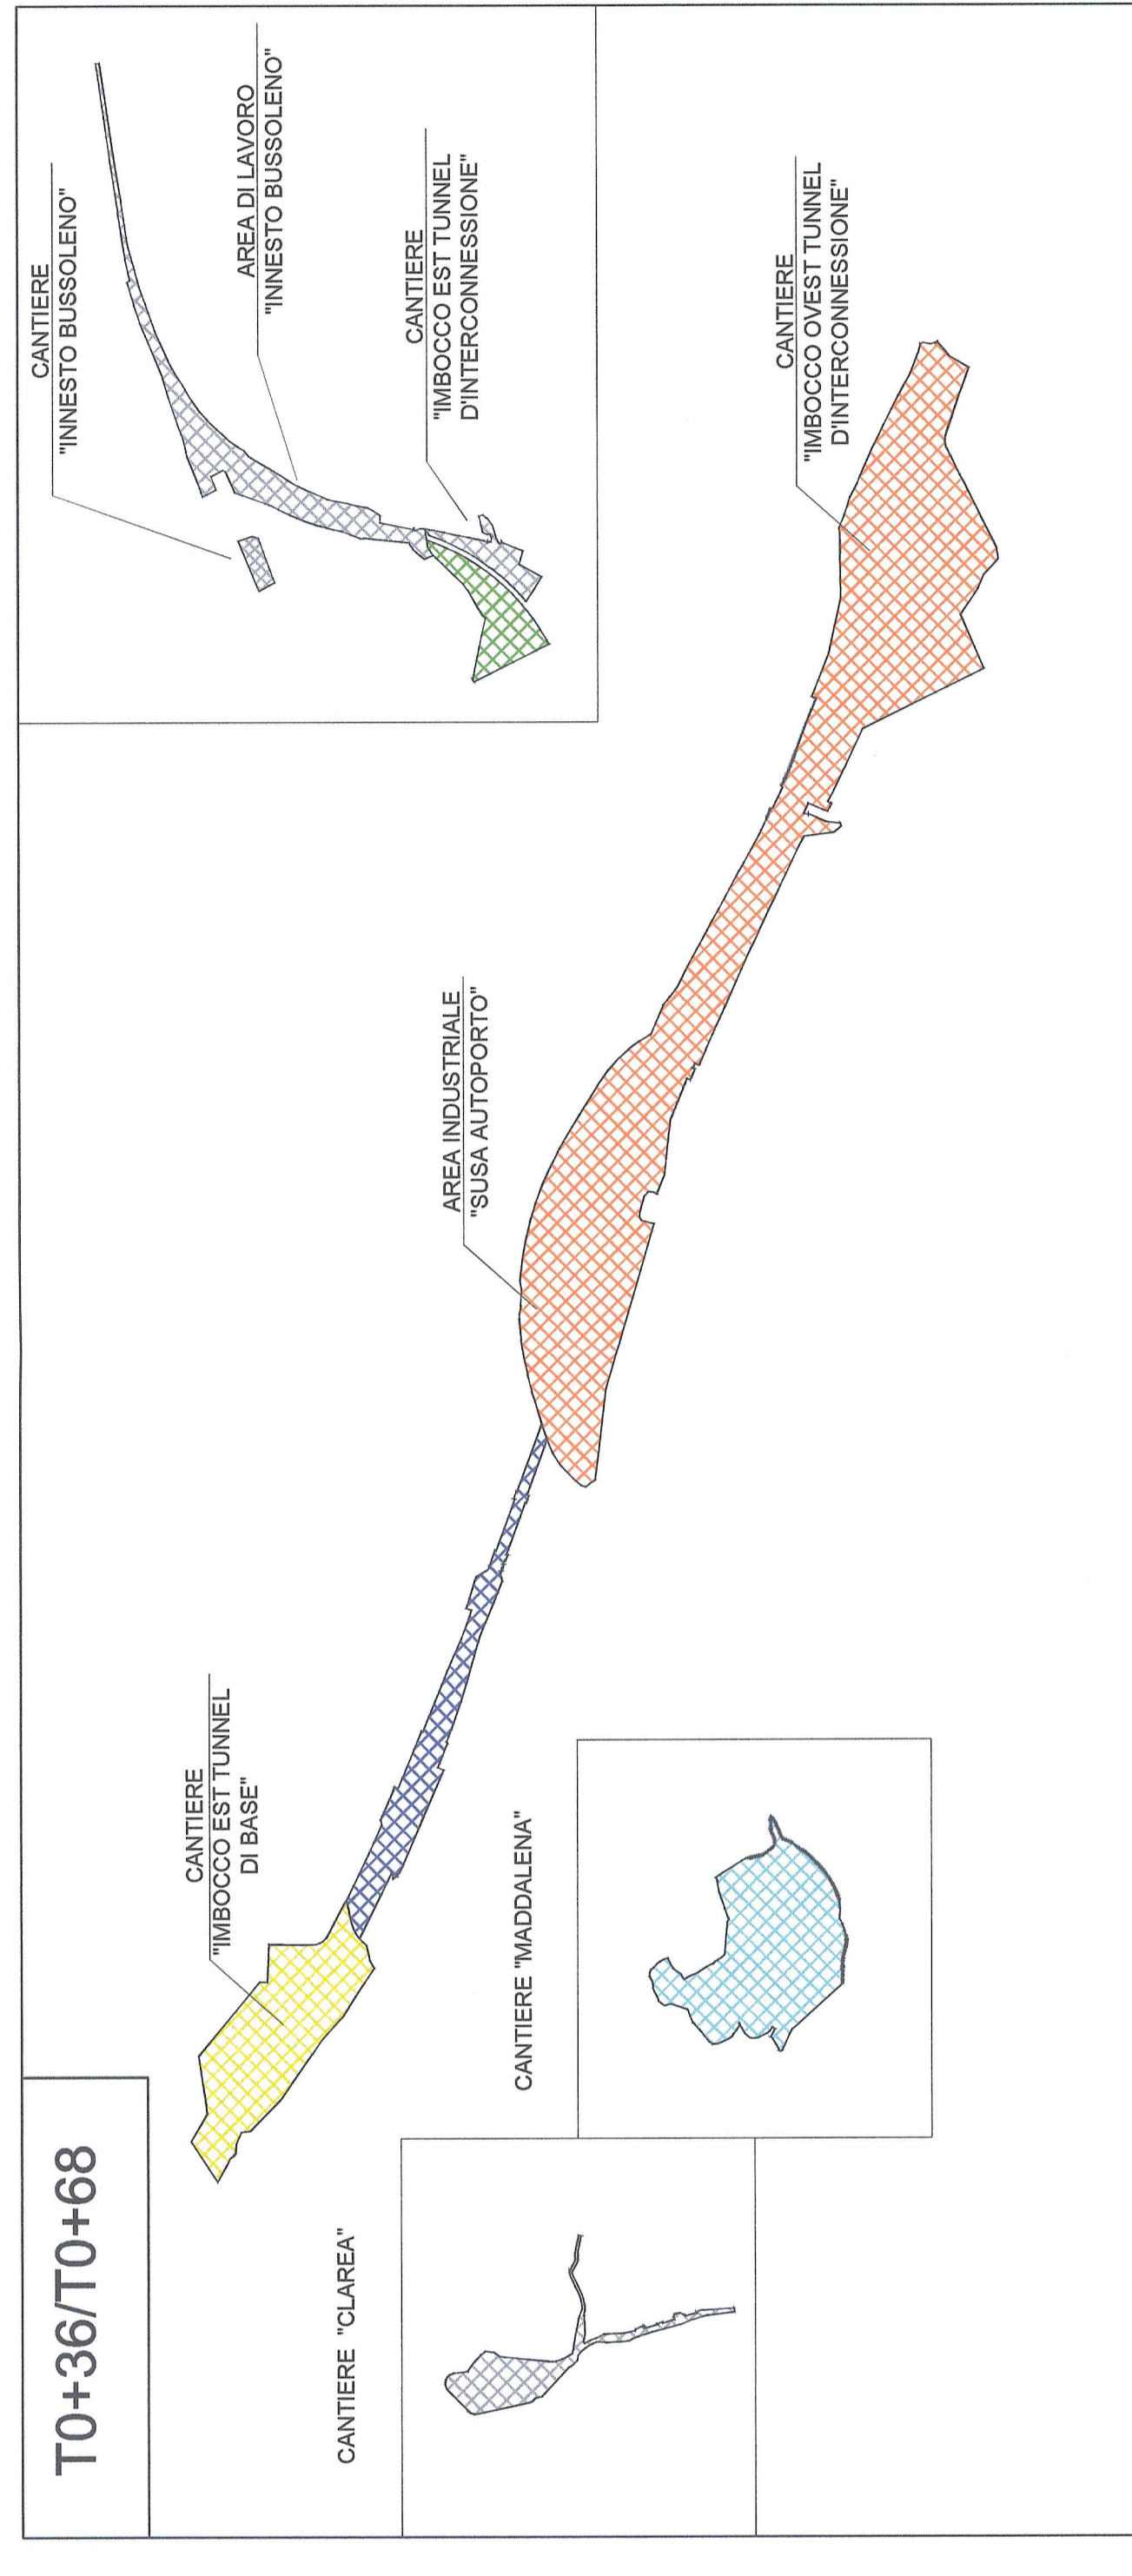 T0+36/T0+68
CANTIERE
"IMBOCCO EST TUNNEL
DI BASE"
CANTIERE "CLAREA"
CANTIERE "MADDALENA"
AREA INDUSTRIALE
"SUSA AUTOPORTO"
CANTIERE
"IMBOCCO OVEST TUNNEL
D'INTERCONNESSIONE"
CANTIERE
"INNESTO BUSSOLENO"
AREA DI LAVORO
"INNESTO BUSSOLENO"
CANTIERE
"IMBOCCO EST TUNNEL
D'INTERCONNESSIONE"